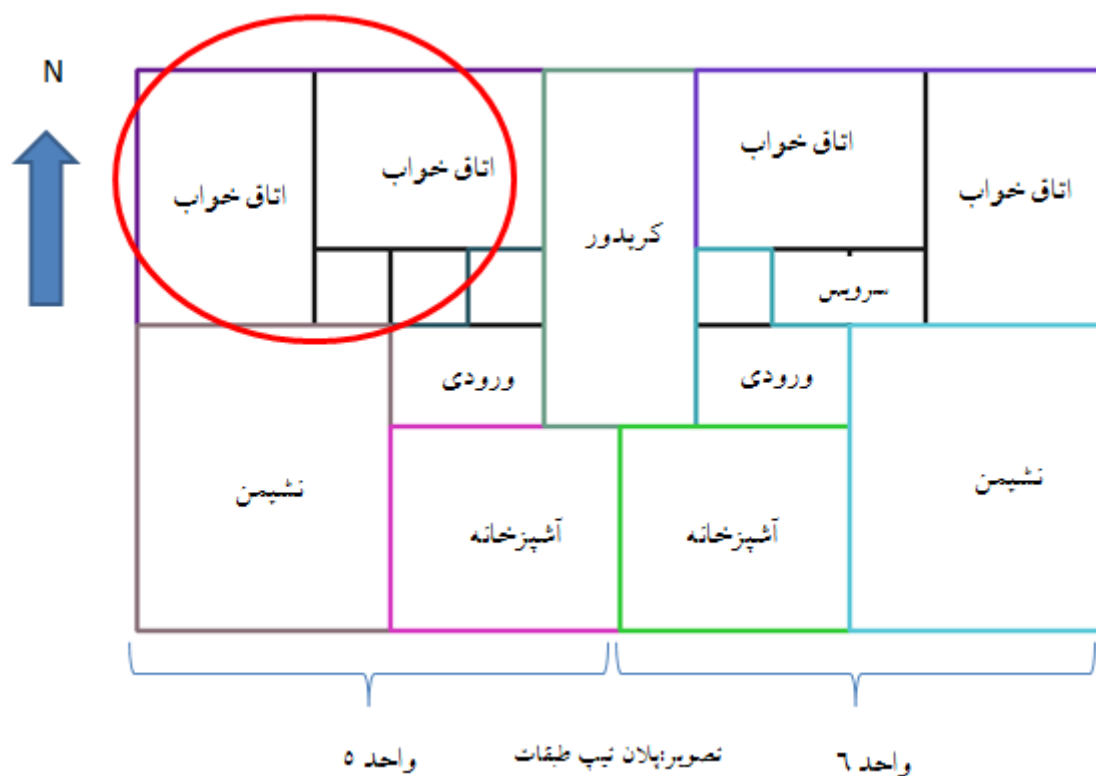 N
اتاق خواب
اتاق خواب
اتاق خواب
اتاق خواب
کریدور
سرویس
ورودی
ورودی
نشیمن
نشیمن
آشپزخانه
آشپزخانه
واحد ٥
تصویر:پلان تیپ طبقات
واحد ٦